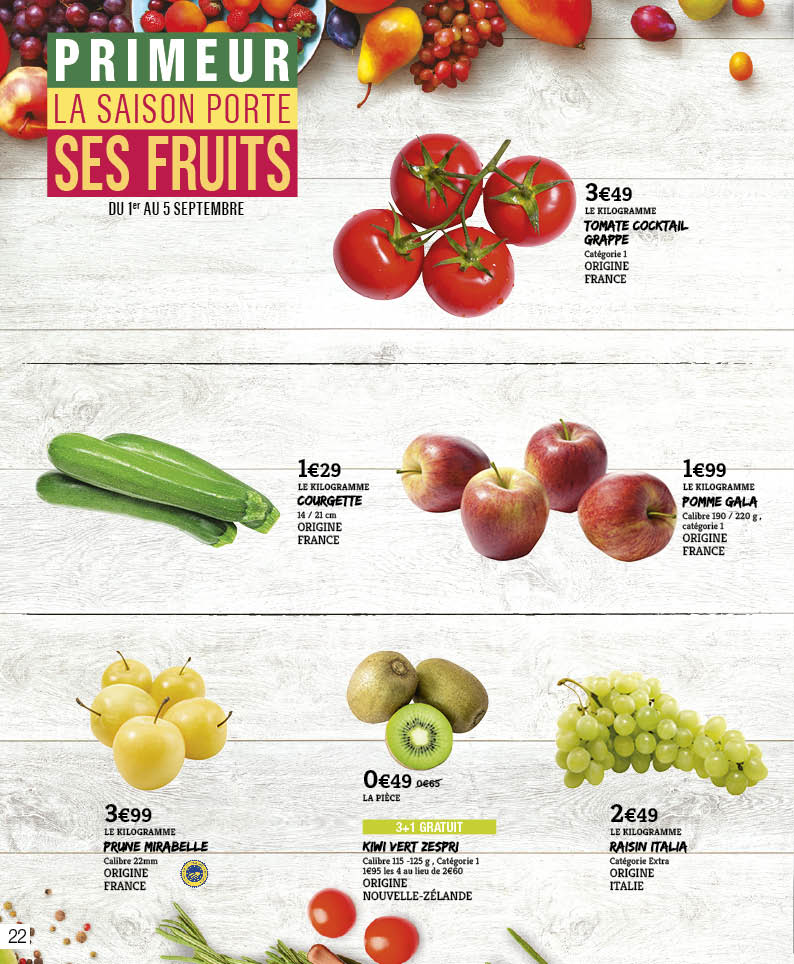 PRIMEUR
LA SAISON PORTE
SES FRUITS
DU 1er AU 5 SEPTEMBRE
3€49
LE KILOGRAMME
TOMATE COCKTAIL
GRAPPE
Catégorie 1
ORIGINE
FRANCE
1€29
LE KILOGRAMME
COURGETTE
14 / 21 cm
ORIGINE
FRANCE
1€99
LE KILOGRAMME
POMME GALA
Calibre 190 / 220 g ,
catégorie 1
ORIGINE
FRANCE
3€99
LE KILOGRAMME
PRUNE MIRABELLE
Calibre 22mm
ORIGINE
FRANCE
0€49 0€65
LA PIÈCE
3+1 GRATUIT
KIWI VERT ZESPRI
Calibre 115 -125 g , Catégorie 1
1€95 les 4 au lieu de 2€60
ORIGINE
NOUVELLE-ZÉLANDE
2€49
LE KILOGRAMME
RAISIN ITALIA
Catégorie Extra
ORIGINE
ITALIE
22